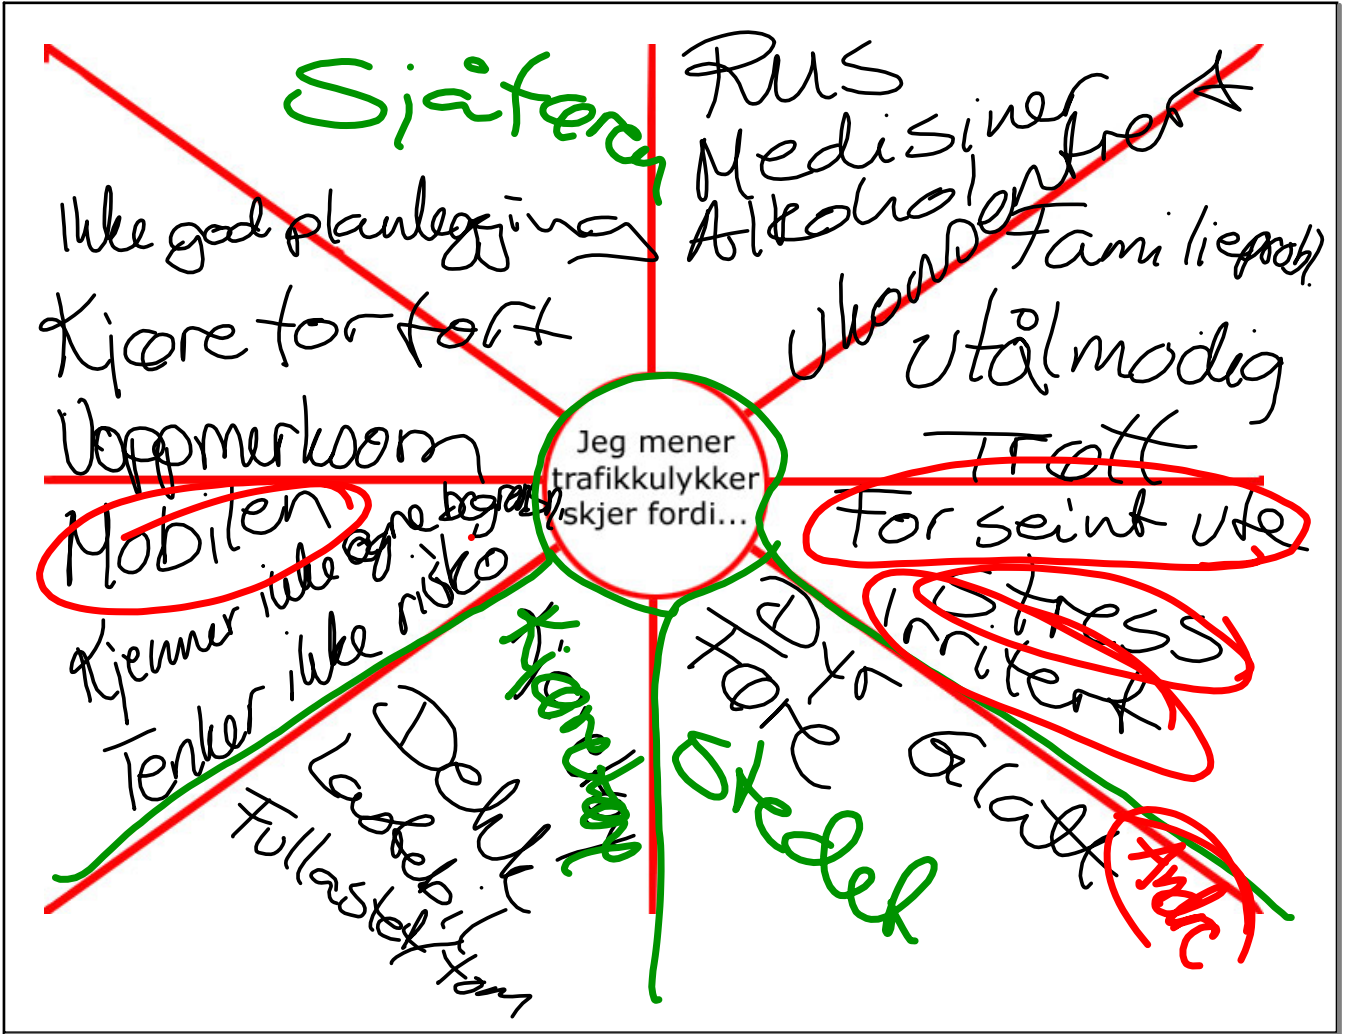 Sjåføren
RUS
Medisiner
Alkohol
Ukonsentrert
Familieprobl.
Utålmodig
Trøtt
For seint ute
Stress
Irritert
Andre
Ikke god planlegging
Kjøre for fort
Uoppmerksom
Mobilen
Kjenner ikke egne begrensn.
Tenker ikke risiko
Jeg mener
trafikkulykker
skjer fordi...
Kjøretøy
Dekk
Lastebil
Fullastet/tom
Stedet
Dyr
Føre
Glatt